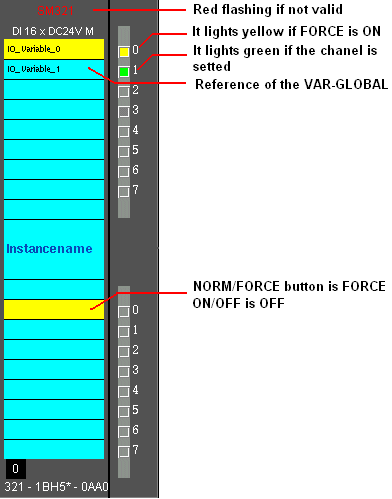 SM32
Red flashing if not valid
DI 16 x DC24V M
IO_Variable_0
0
It lights yellow if FORCE is ON
IO_Variable_1
1
It lights green if the chanel is
setted
2
Reference of the VAR-GLOBAL
3
4
5
6
7
Instancename
NORM/FORCE button is FORCE
ON/OFF is OFF
0
1
2
3
4
5
6
7
0
321 - 1BH5* - 0AA0